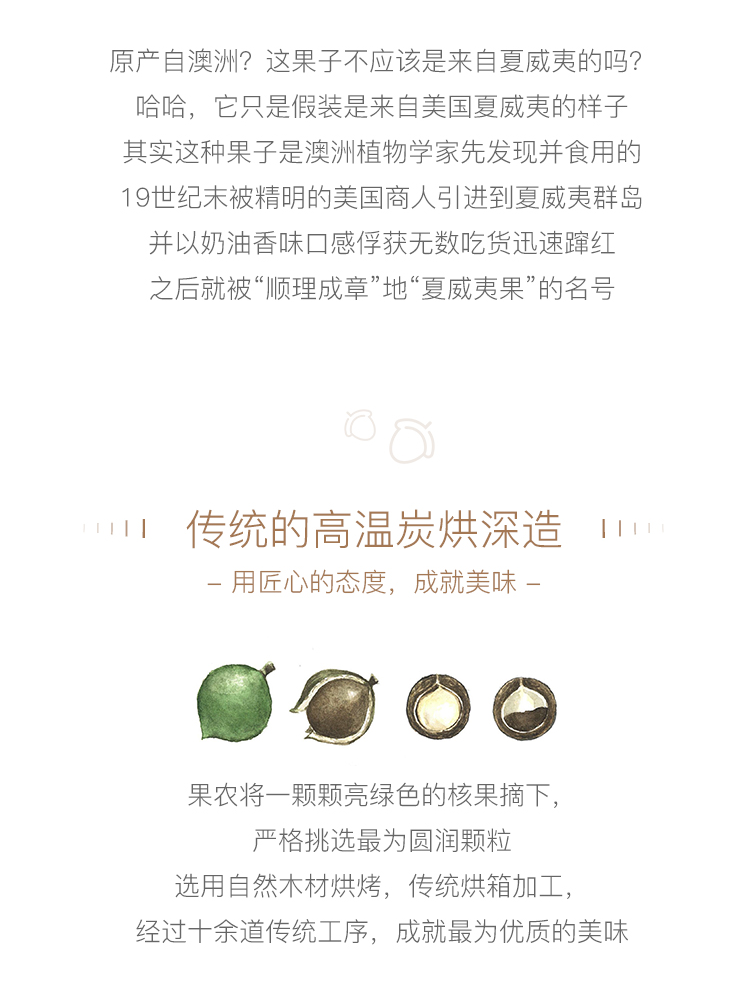 原产自澳洲？这果子不应该是来自夏威夷的吗？
哈哈，它只是假装是来自美国夏威夷的样子
其实这种果子是澳洲植物学家先发现并食用的
19世纪末被精明的美国商人引进到夏威夷群岛
并以奶油香味口感俘获无数吃货迅速蹿红
之后就被“顺理成章”地“夏威夷果”的名号
传统的高温炭烘深造
– 用匠心的态度，成就美味 –
果农将一颗颗亮绿色的核果摘下，
严格挑选最为圆润颗粒
选用自然木材烘烤，传统烘箱加工，
经过十余道传统工序，成就最为优质的美味